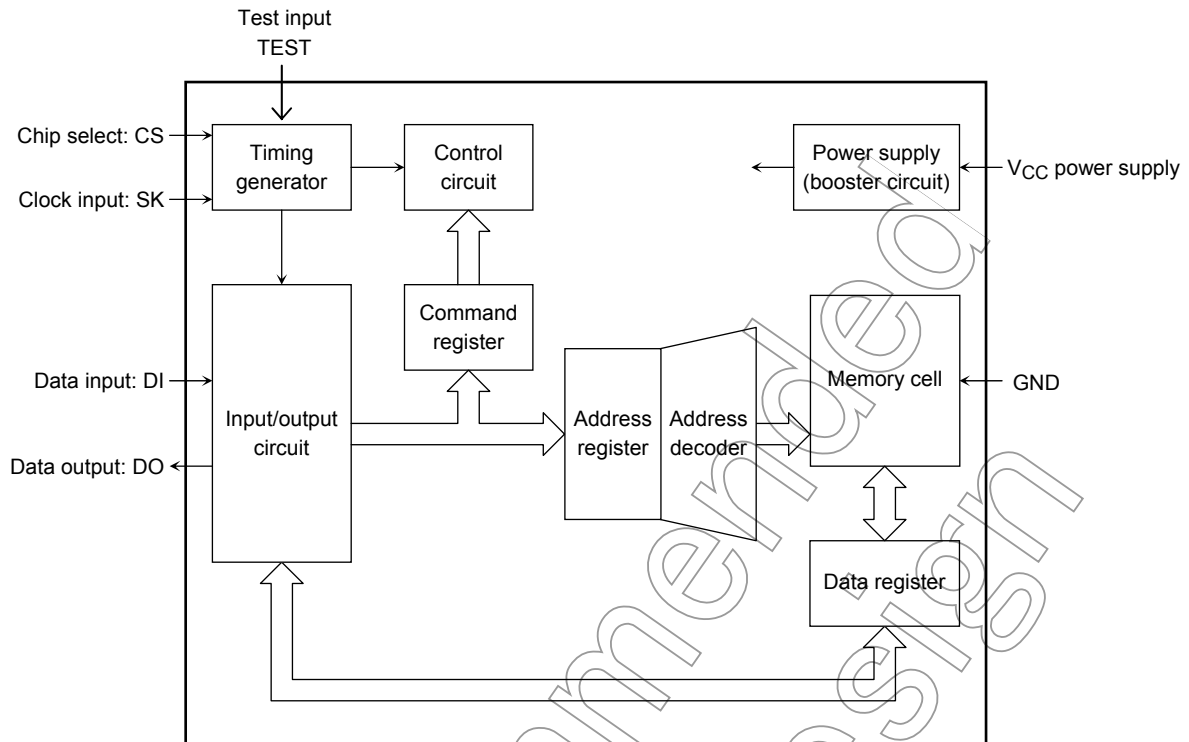 Test input
TEST
Chip select: CS
Clock input: SK
Timing
generator
Control
circuit
Power supply
(booster circuit)
VCC power supply
Command
register
Data input: DI
Data output: DO
Input/output
circuit
Address
register
Address
decoder
Memory cell
GND
Data register
mmended
esign